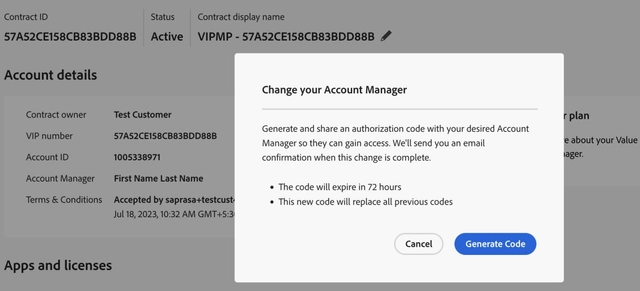 Contract ID Status Contract display name
57A52CE158CB83BDD88B Active VIPMP - 57A52CE158CB83BDD88B
Account details
Contract owner Test Customer
VIP number 57A52CE158CB83BDD88B
Account ID 1005338971
Account Manager First Name Last Name
Terms & Conditions Accepted by saprasa+testcust
Jul 18, 2023, 10:32 AM GMT+5:3
Apps and licenses
Change your Account Manager
Generate and share an authorization code with your desired Account
Manager so they can gain access. We'll send you an email
confirmation when this change is complete.
• The code will expire in 72 hours
• This new code will replace all previous codes
Cancel Generate Code
r plan
e about your Value
nager.